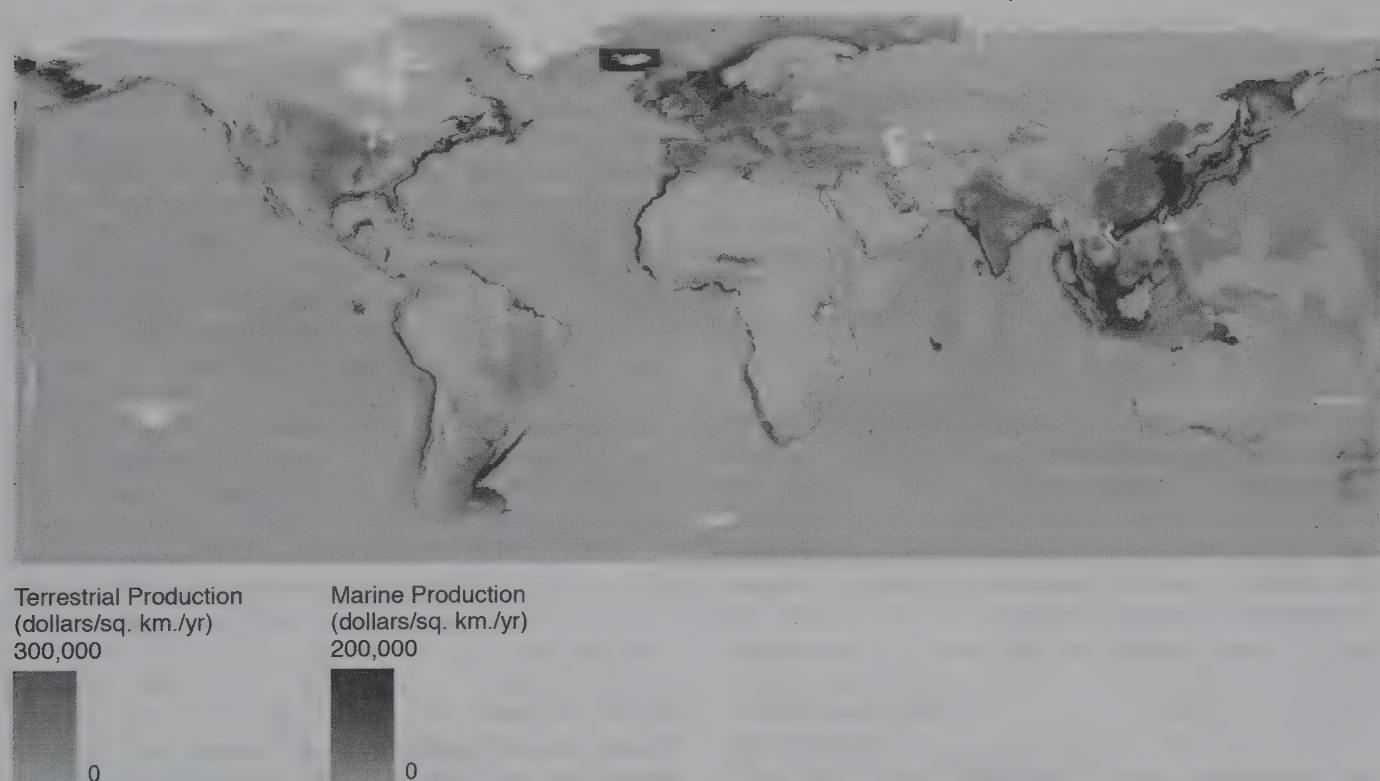 Terrestrial Production
(dollars/sq. km./yr)
300,000
0
Marine Production
(dollars/sq. km./yr)
200,000
0